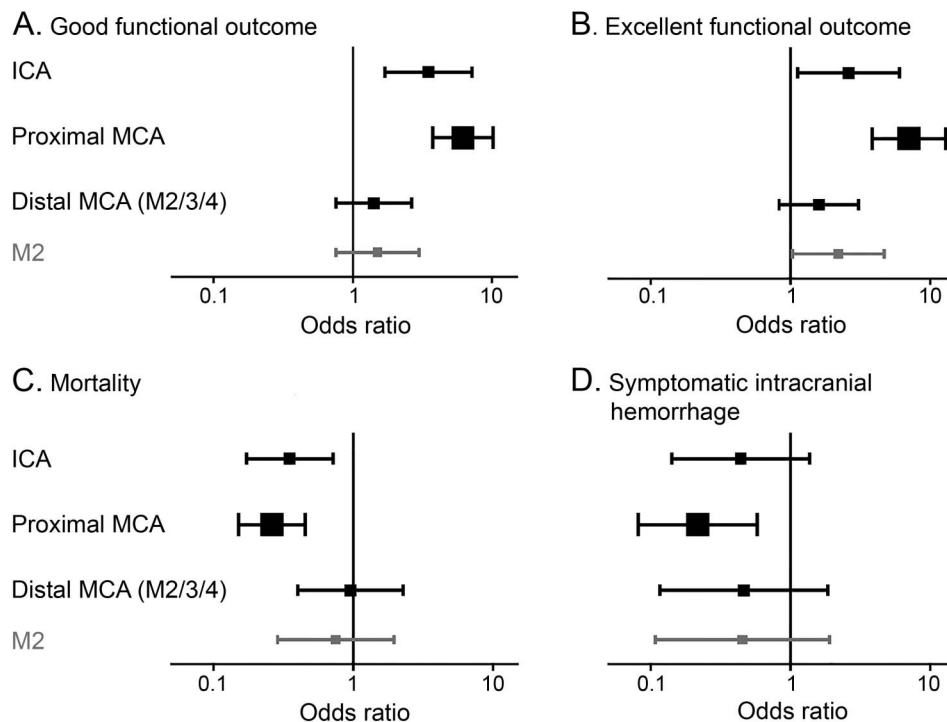 A. Good functional outcome
ICA
Proximal MCA
Distal MCA (M2/3/4)
M2
0.1 1 10
Odds ratio
B. Excellent functional outcome
0.1 1 10
Odds ratio
C. Mortality
ICA
Proximal MCA
Distal MCA (M2/3/4)
M2
0.1 1 10
Odds ratio
D. Symptomatic intracranial
hemorrhage
0.1 1 10
Odds ratio